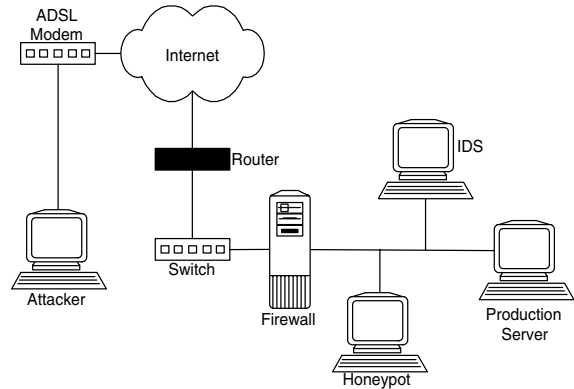 ADSL
Modem
Internet
Router
IDS
Switch
Attacker
Firewall
Production
Server
Honeypot